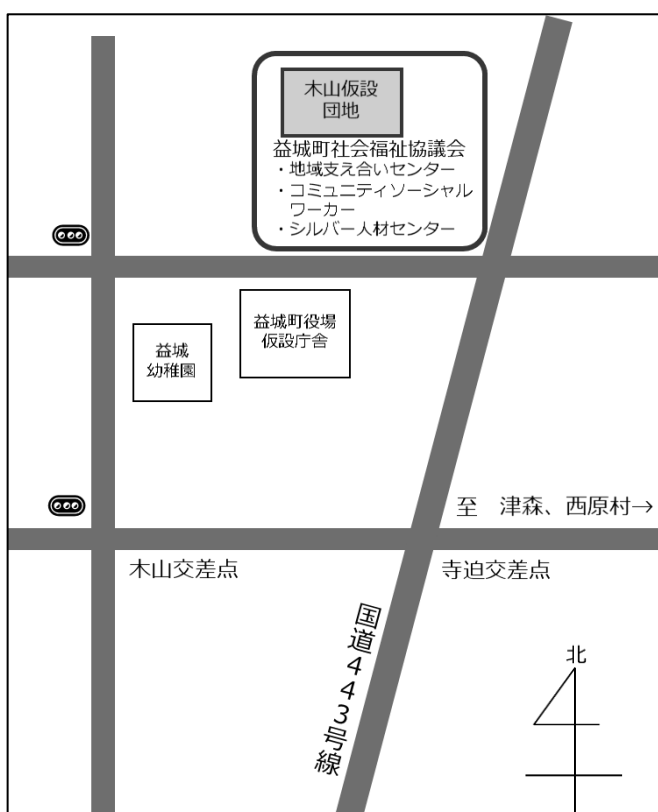 木山仮設
団地
益城町社会福祉協議会
・地域支え合いセンター
・コミュニティソーシャル
ワーカー
・シルバー人材センター
益城町役場
仮設庁舎
益城
幼稚園
至　津森、西原村→
木山交差点
寺迫交差点
国道443号線
北